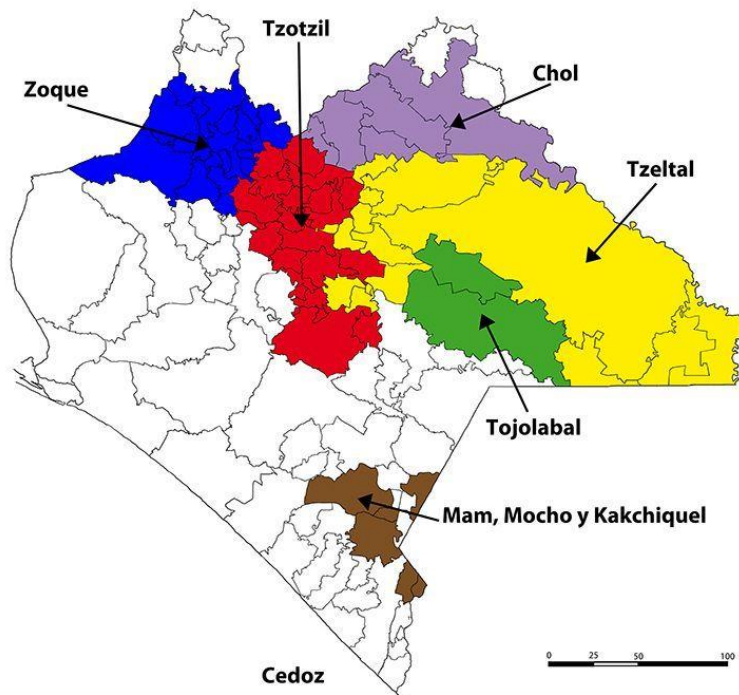 Tzotzil
Zoque
Chol
Tzeltal
Tojolabal
Mam, Mocho y Kakchiquel
Cedoz
0 25 50 100